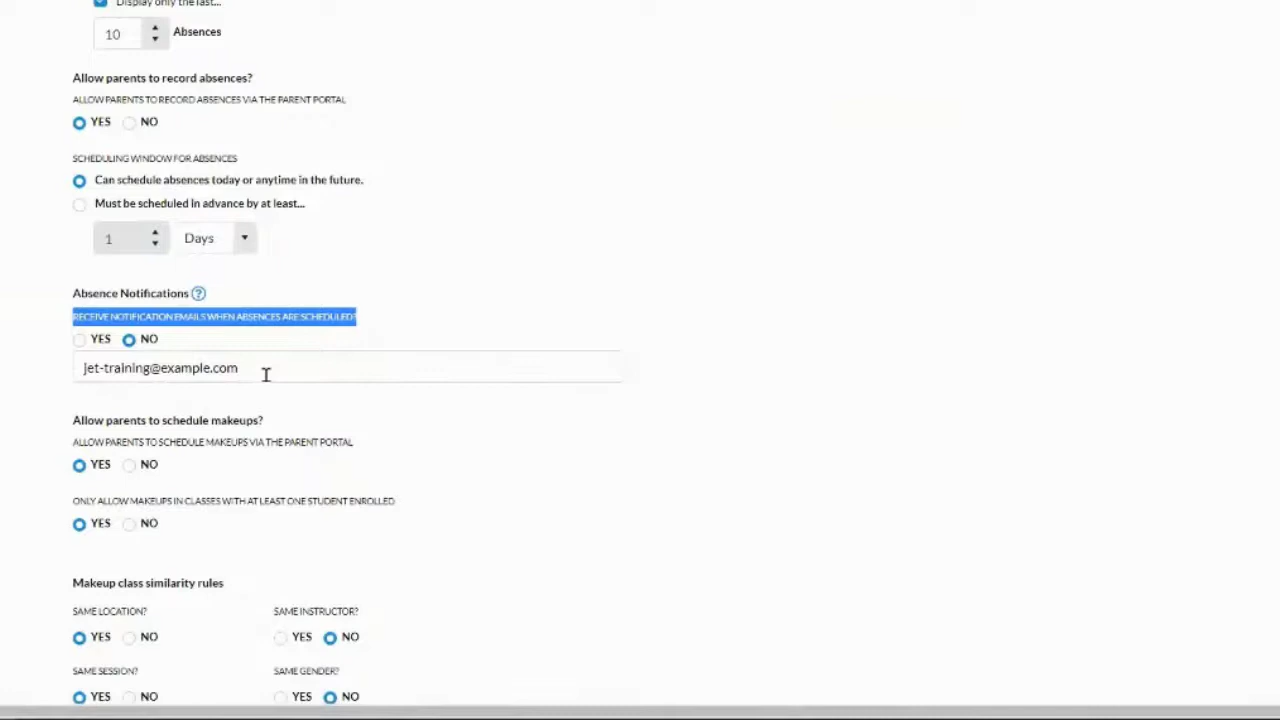 Display only the last...
10 Absences
Allow parents to record absences?
ALLOW PARENTS TO RECORD ABSENCES VIA THE PARENT PORTAL
YES NO
SCHEDULING WINDOW FOR ABSENCES
Can schedule absences today or anytime in the future.
Must be scheduled in advance by at least...
1 Days
Absence Notifications ?
RECEIVE NOTIFICATION EMAILS WHEN ABSENCES ARE SCHEDULED?
YES NO
jet-training@example.com
Allow parents to schedule makeups?
ALLOW PARENTS TO SCHEDULE MAKEUPS VIA THE PARENT PORTAL
YES NO
ONLY ALLOW MAKEUPS IN CLASSES WITH AT LEAST ONE STUDENT ENROLLED
YES NO
Makeup class similarity rules
SAME LOCATION? SAME INSTRUCTOR?
YES NO YES NO
SAME SESSION? SAME GENDER?
YES NO YES NO